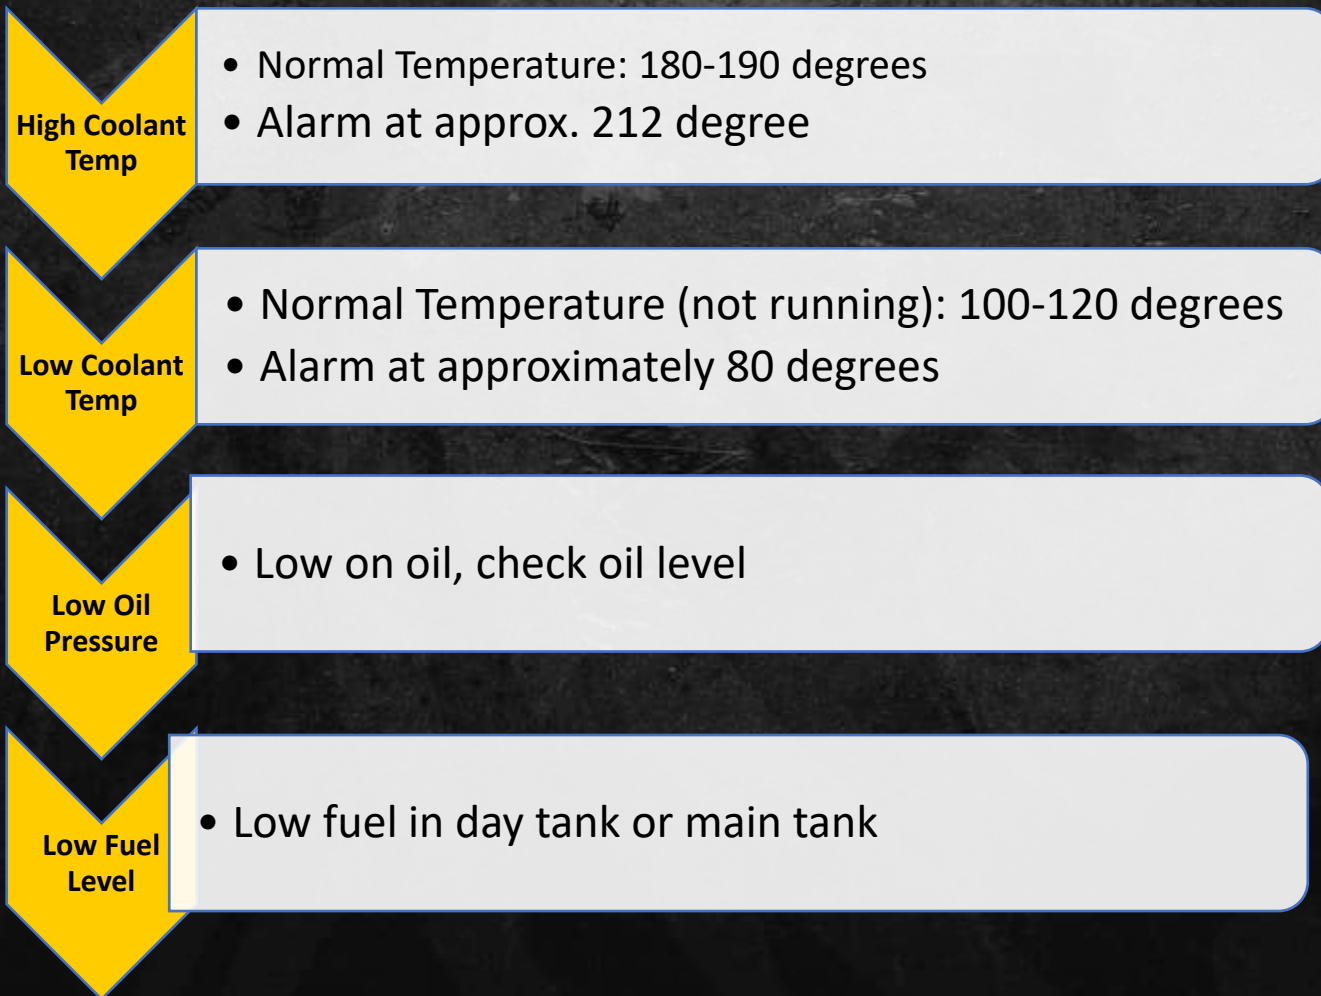 High Coolant
Temp
• Normal Temperature: 180-190 degrees
• Alarm at approx. 212 degree
Low Coolant
Temp
• Normal Temperature (not running): 100-120 degrees
• Alarm at approximately 80 degrees
Low Oil
Pressure
• Low on oil, check oil level
Low Fuel
Level
• Low fuel in day tank or main tank